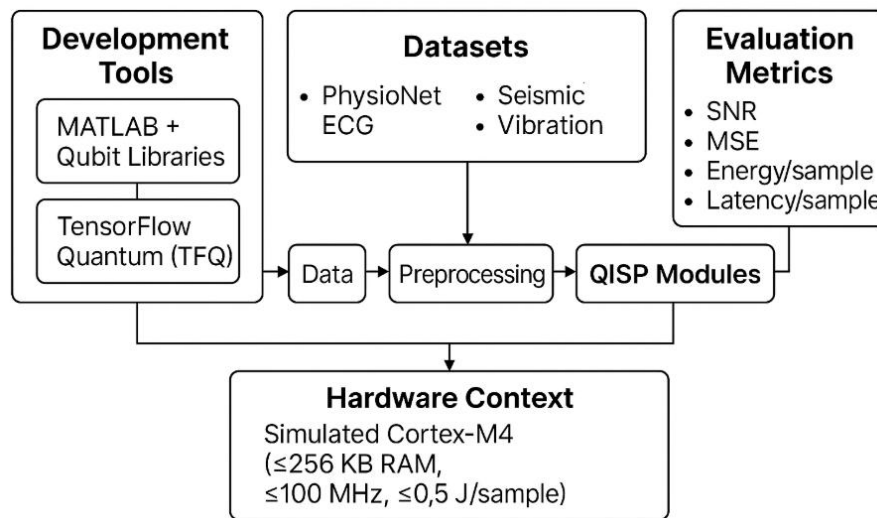 Development
Tools
MATLAB +
Qubit Libraries
TensorFlow
Quantum (TFQ)
Datasets
• PhysioNet
ECG
• Seismic
• Vibration
Evaluation
Metrics
• SNR
• MSE
• Energy/sample
• Latency/sample
Data
Preprocessing
QISP Modules
Hardware Context
Simulated Cortex-M4
(≤256 KB RAM,
≤100 MHz, ≤0,5 J/sample)